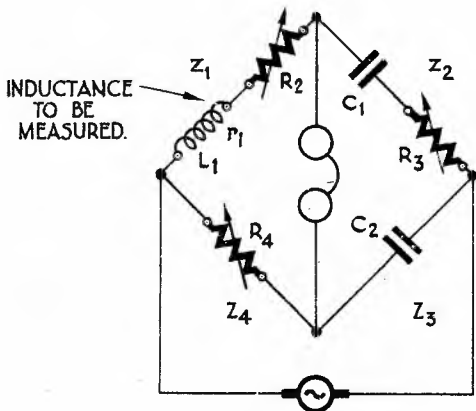 Z1
R2
INDUCTANCE
TO BE
MEASURED.
r1
L1
C1
Z2
R3
R4
C2
Z4
Z3
~